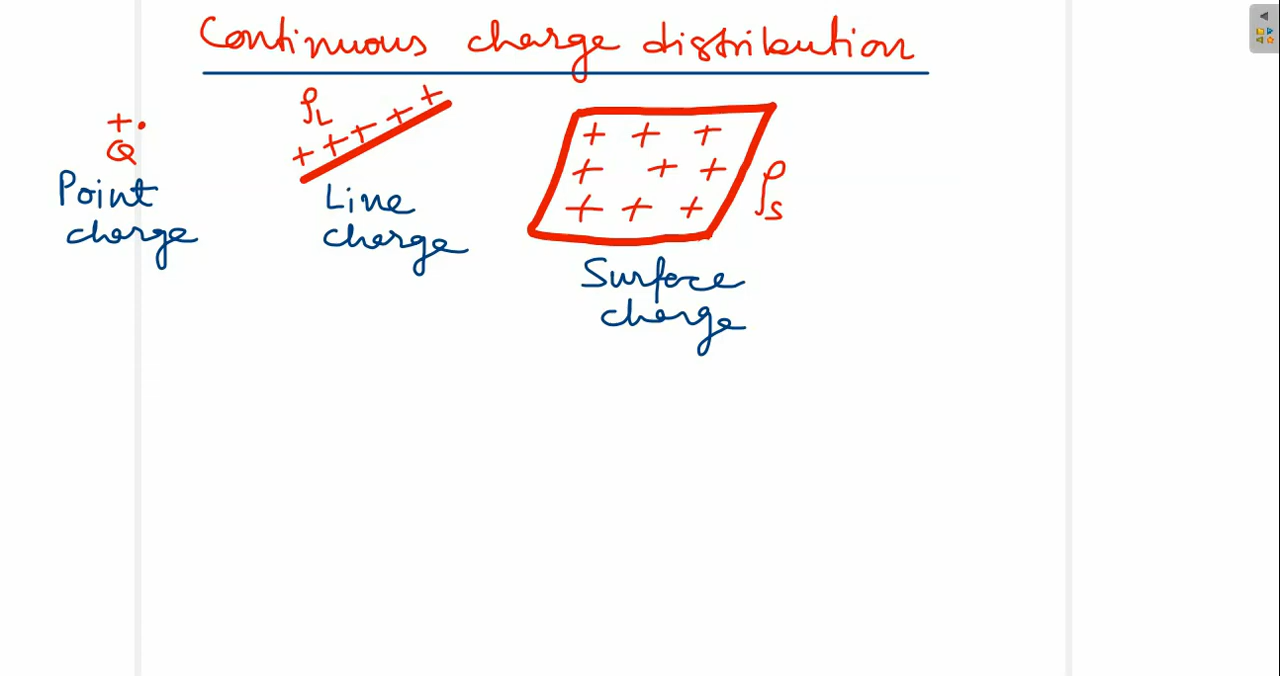 Continuous charge distribution
+
Q
Point
charge
ρL
+ + + + +
Line
charge
+ + +
+ + +
+ + +
ρs
Surface
charge